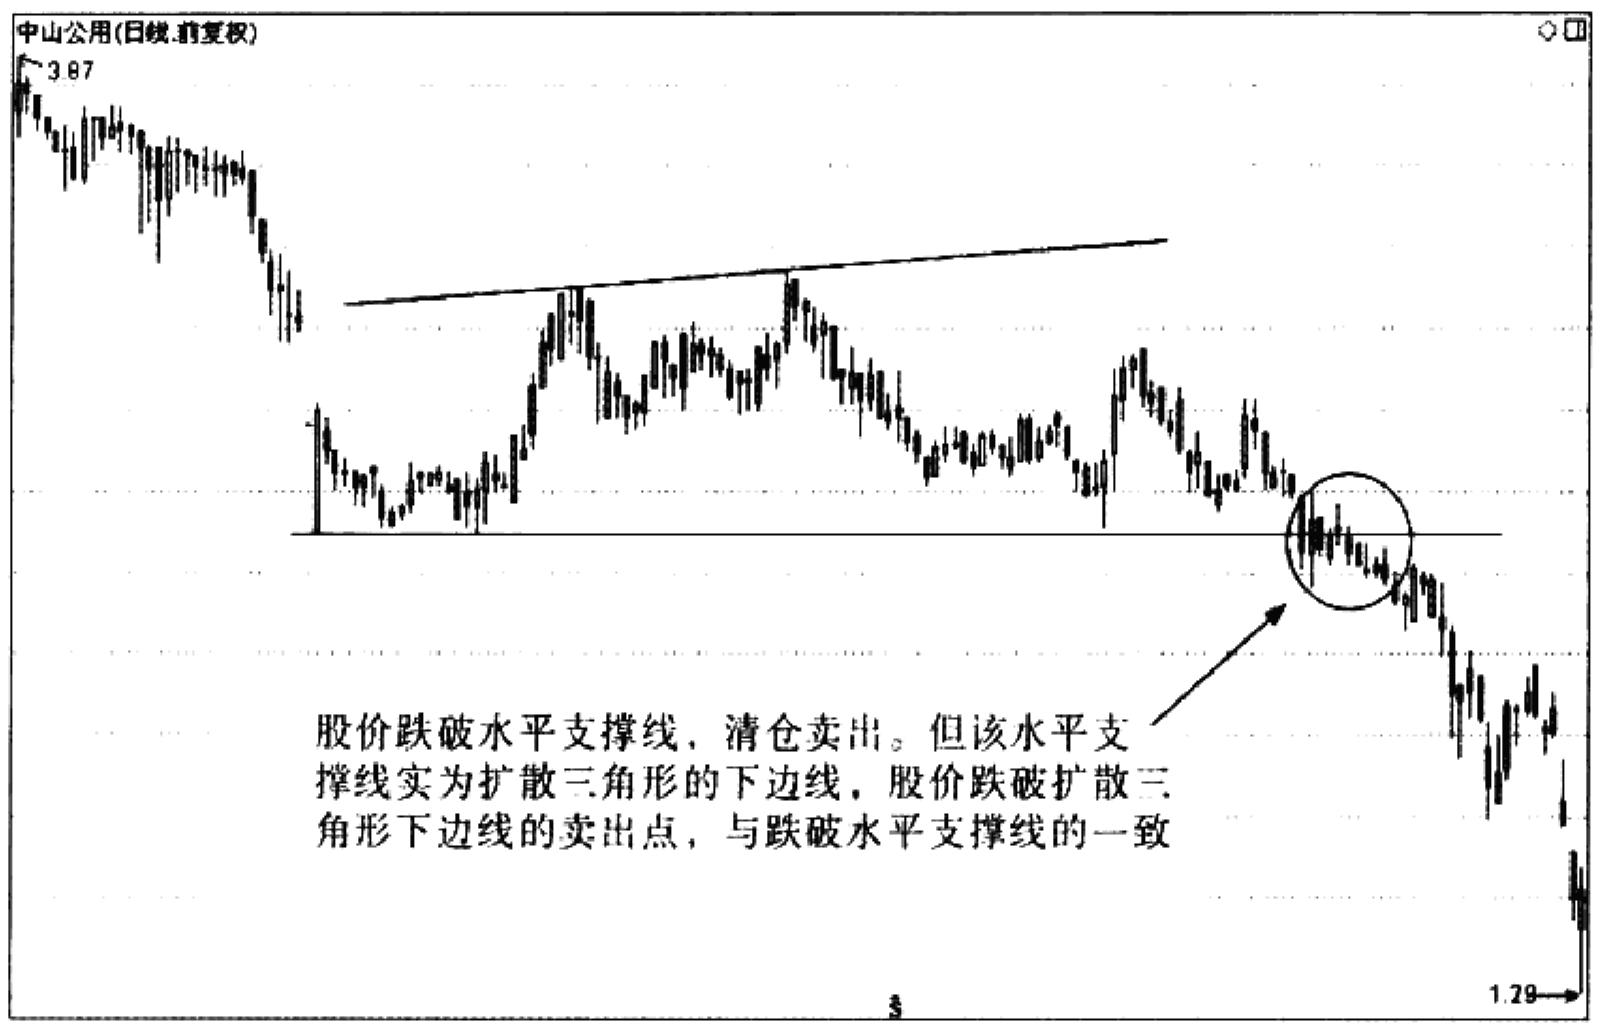 中山公用(日线.前复权)
3.87
股价跌破水平支撑线，清仓卖出。但该水平支
撑线实为扩散三角形的下边线，股价跌破扩散三
角形下边线的卖出点，与跌破水平支撑线的一致
1.29